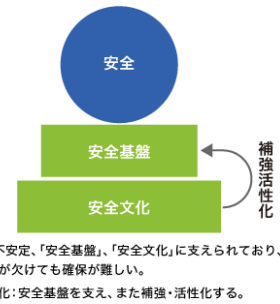 安全
安全基盤
安全文化
補強活性化
不安定、「安全基盤」、「安全文化」に支えられており、
が欠けても確保が難しい。
化：安全基盤を支え、また補強・活性化する。